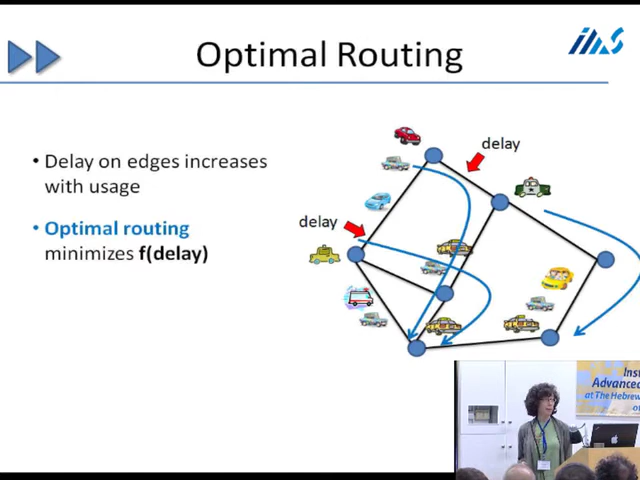 Optimal Routing
IIAS
• Delay on edges increases
with usage
• Optimal routing
minimizes f(delay)
delay
delay
Inst
Advanced
at The Hebrew